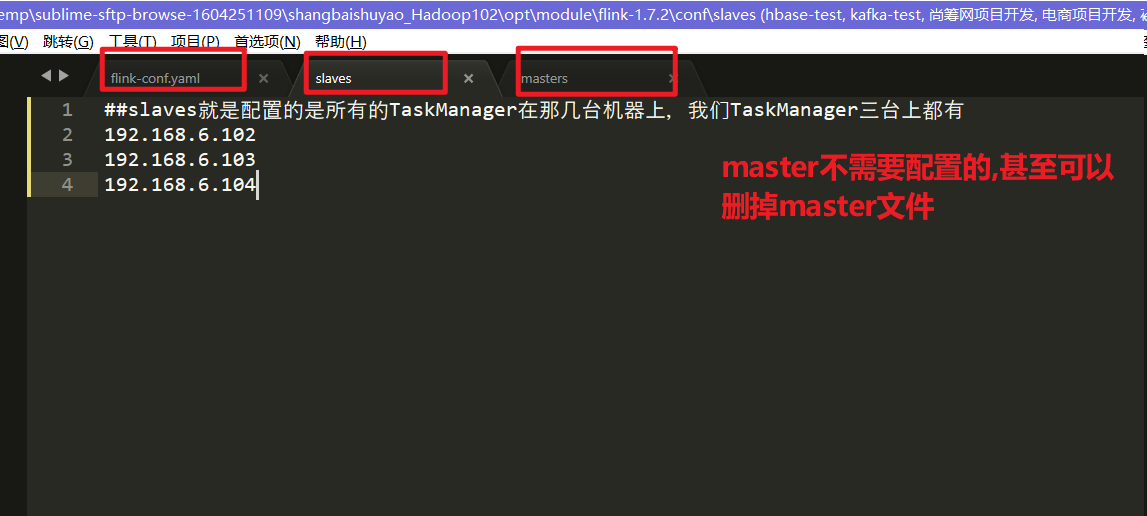 emp\sublime-sftp-browse-1604251109\shangbaishuyao_Hadoop102\opt\module\flink-1.7.2\conf\slaves (hbase-test, kafka-test, 尚筹网项目开发, 电商项目开发,
图(V) 跳转(G) 工具(T) 项目(P) 首选项(N) 帮助(H)
flink-conf.yaml slaves masters
1 ##slaves就是配置的是所有的TaskManager在那几台机器上，我们TaskManager三台上都有
2 192.168.6.102
3 192.168.6.103
4 192.168.6.104
master不需要配置的,甚至可以
删掉master文件